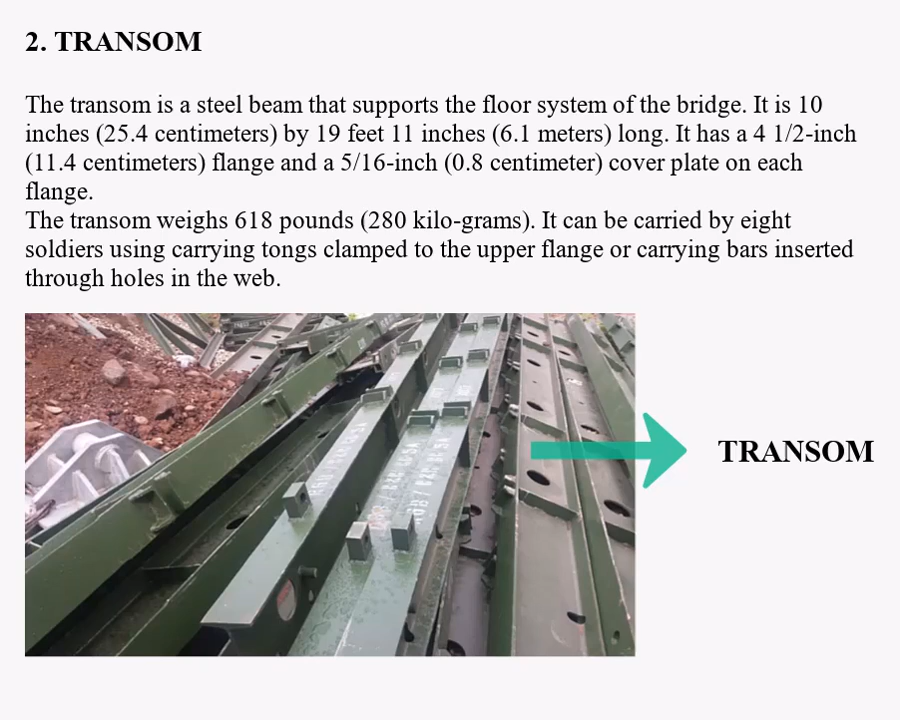 2. TRANSOM
The transom is a steel beam that supports the floor system of the bridge. It is 10
inches (25.4 centimeters) by 19 feet 11 inches (6.1 meters) long. It has a 4 1/2-inch
(11.4 centimeters) flange and a 5/16-inch (0.8 centimeter) cover plate on each
flange.
The transom weighs 618 pounds (280 kilo-grams). It can be carried by eight
soldiers using carrying tongs clamped to the upper flange or carrying bars inserted
through holes in the web.
TRANSOM